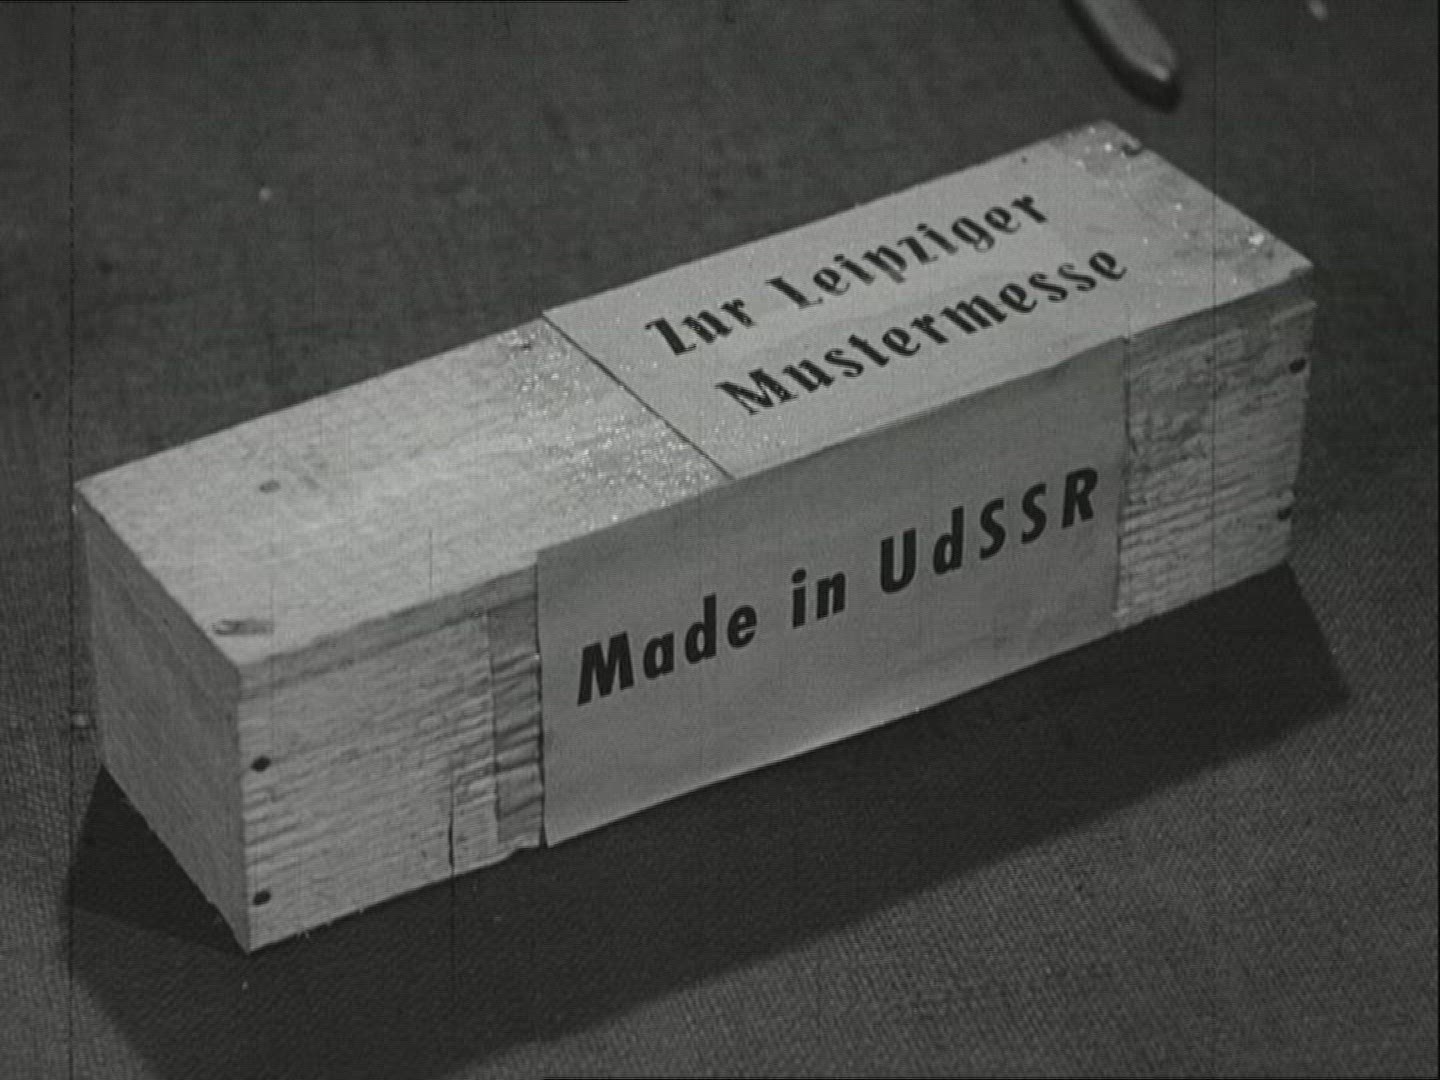 Zur Leipziger
Mustermesse
Made in UdSSR